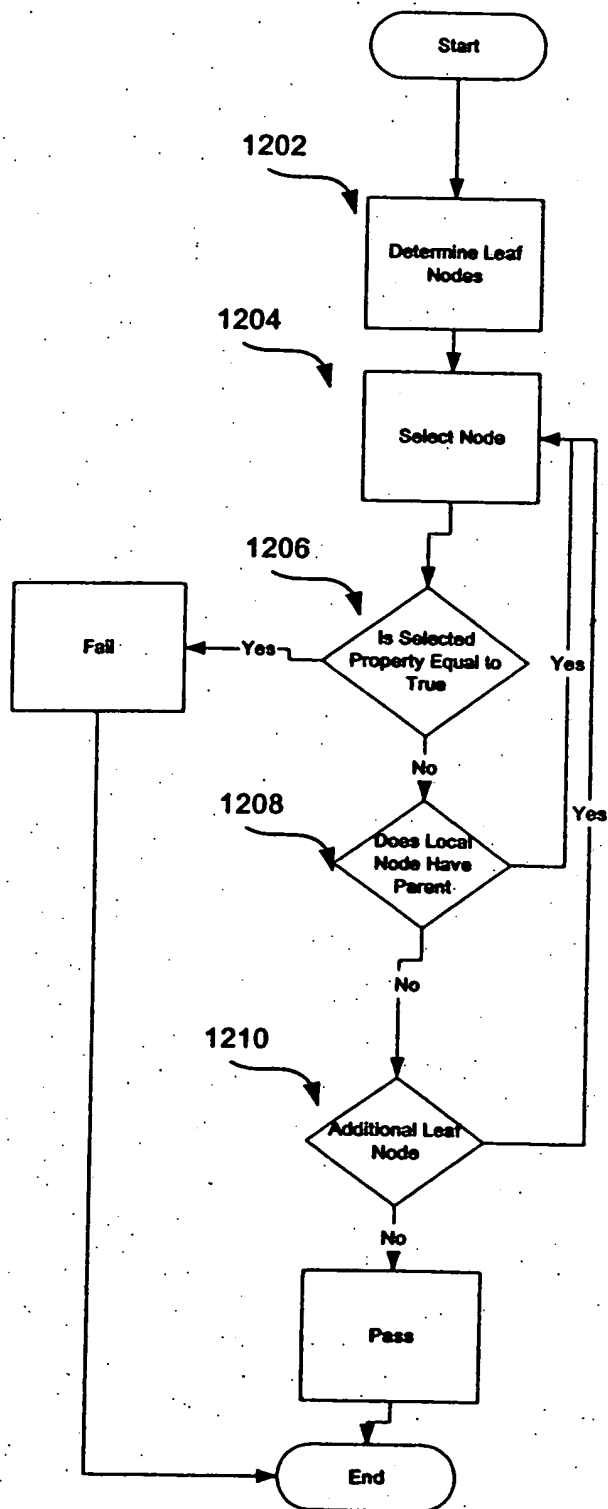 Start
1202
Determine Leaf
Nodes
1204
Select Node
1206
Is Selected
Property Equal to
True
Yes
Fail
Yes
No
1208
Does Local
Node Have
Parent
Yes
No
1210
Additional Leaf
Node
No
Pass
End